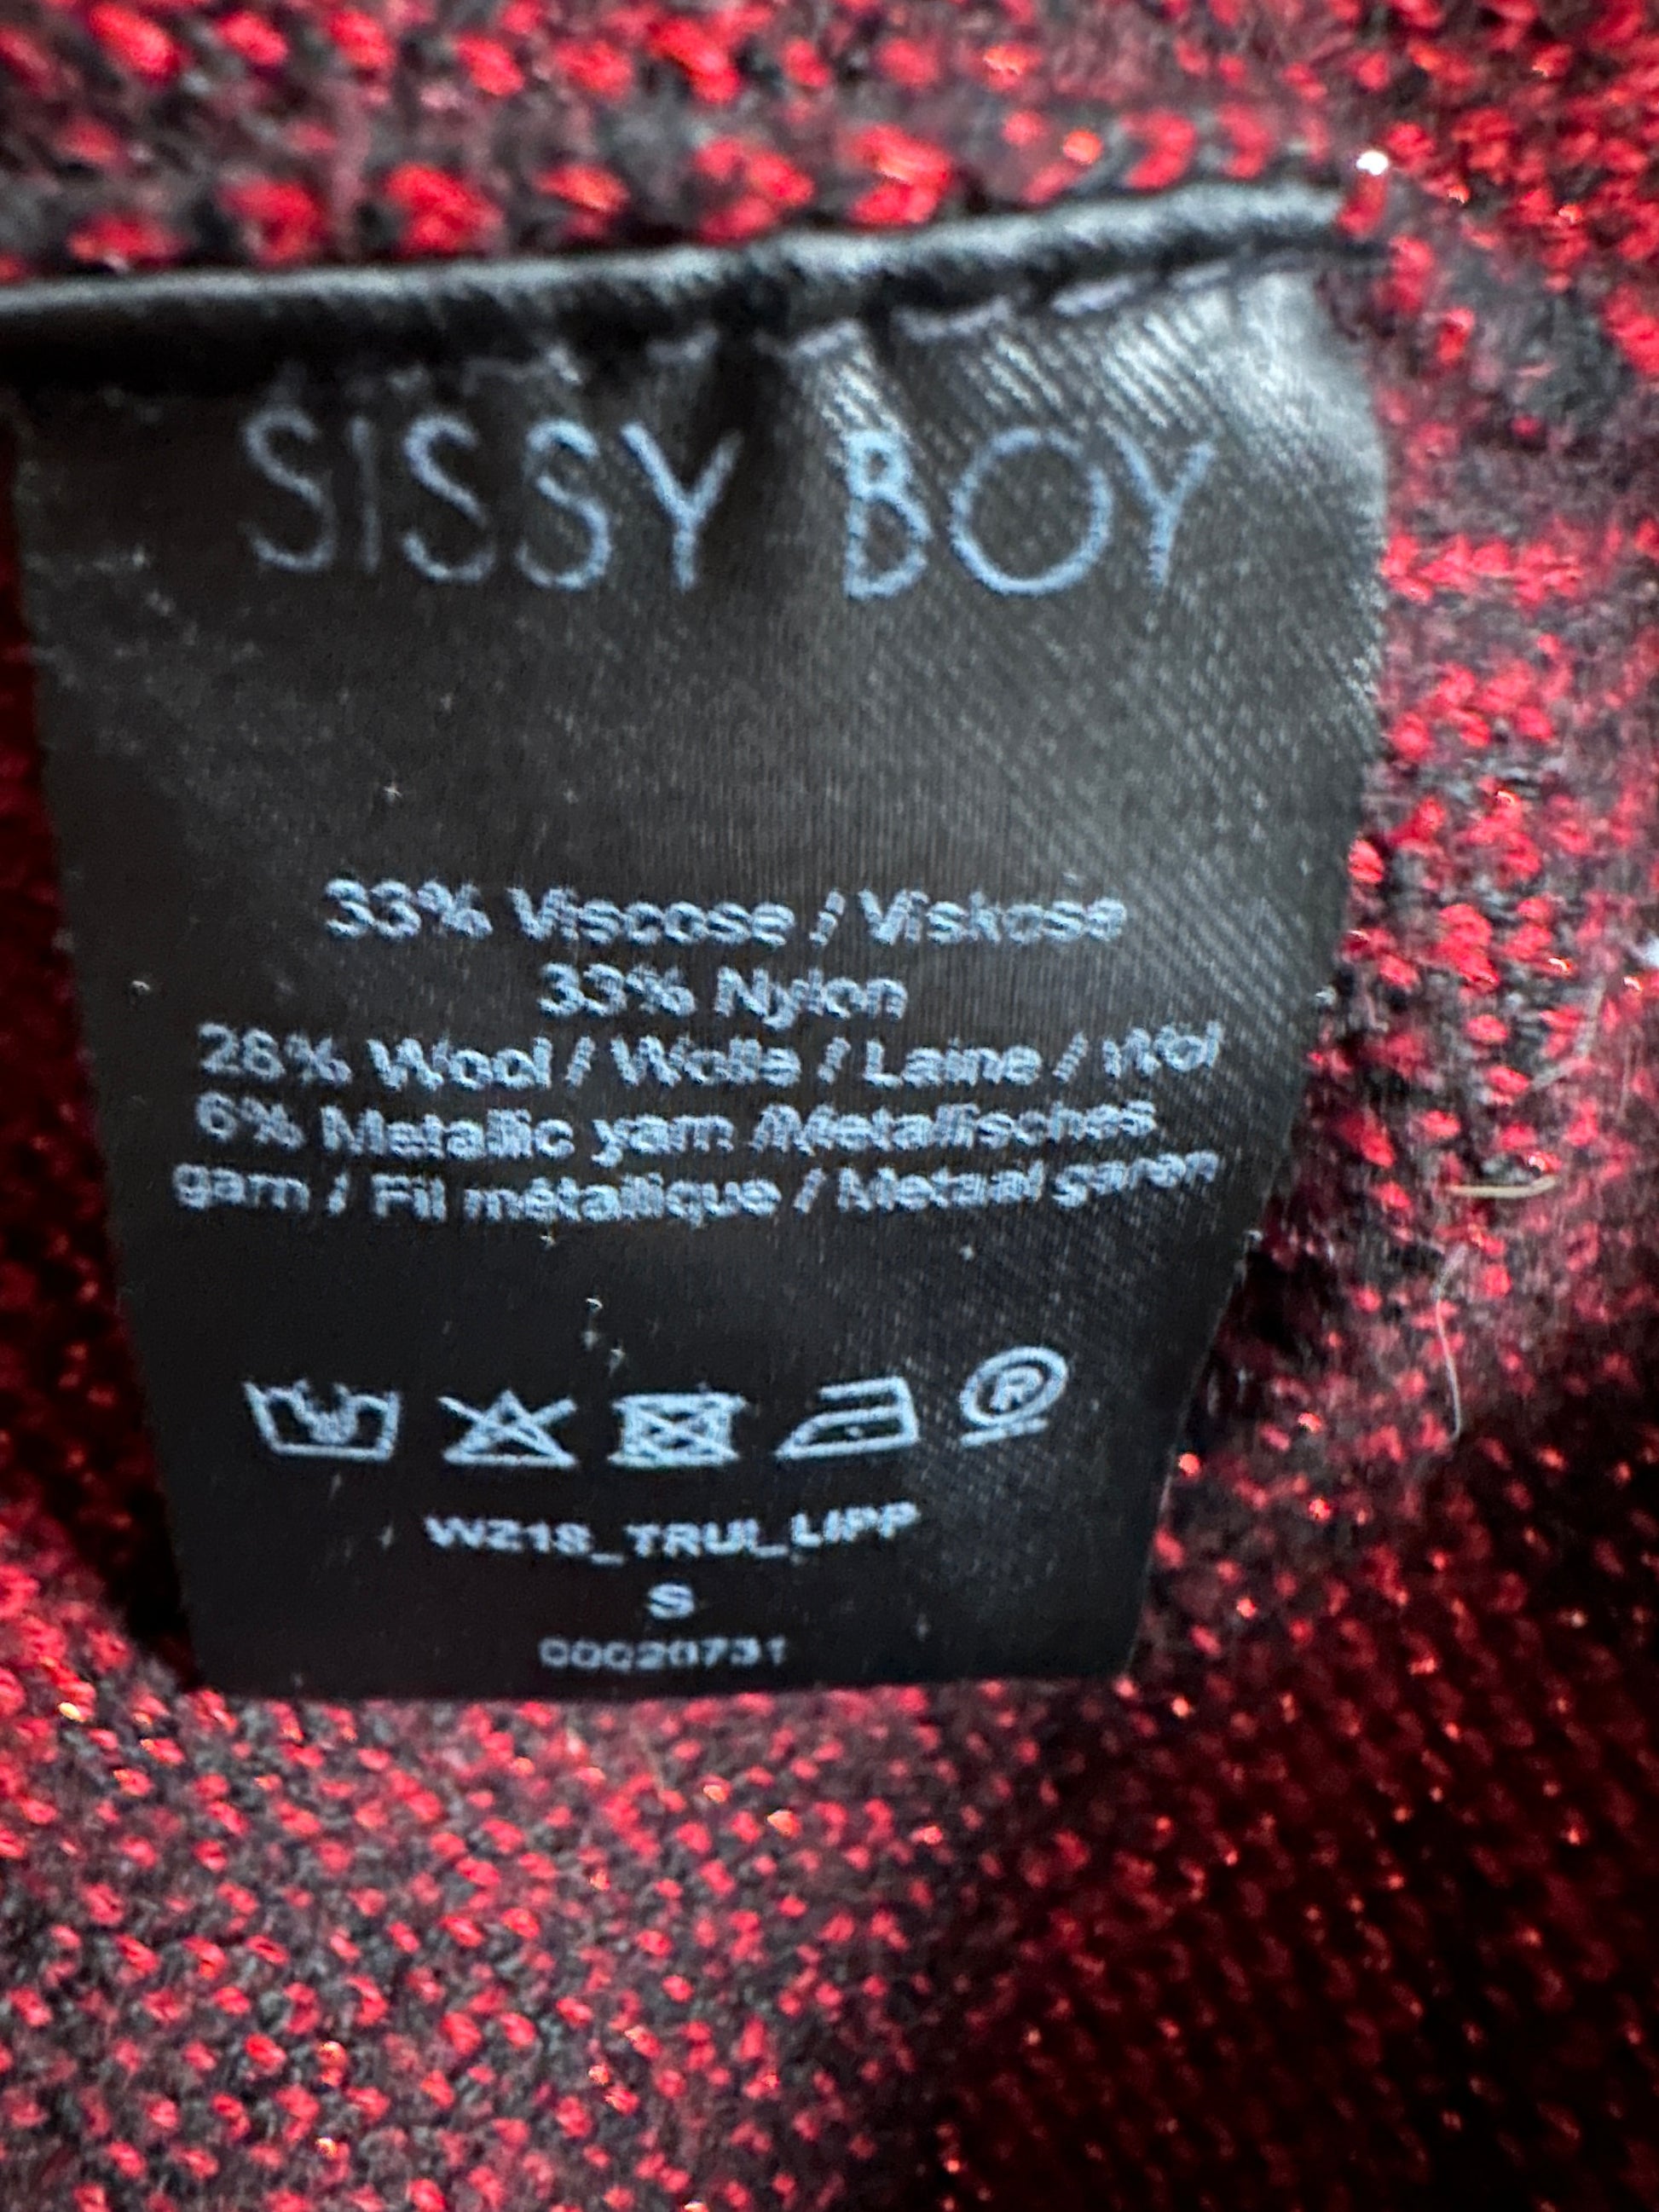 SISSY BOY
33% Viscose / Viskose
33% Nylon
28% Wool / Wolle / Laine / Wol
6% Metallic yarn /Metallisches
garn / Fil métallique / Metaal garen
WZ18_TRUI_LIPP
S
00020731